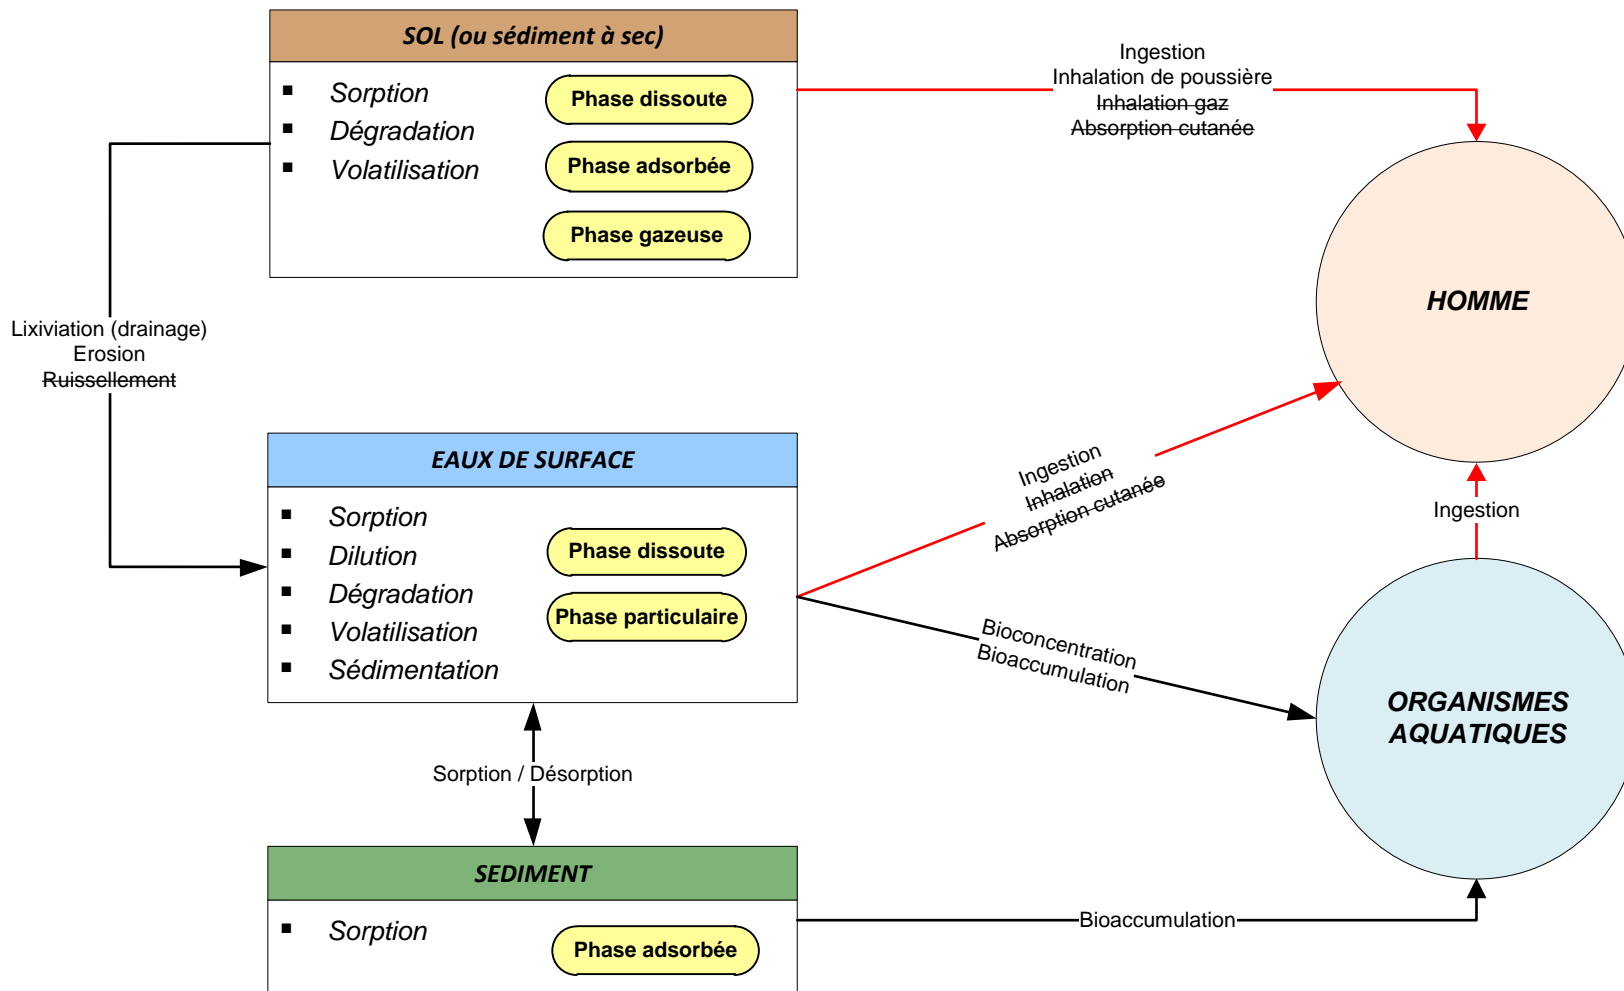 SOL (ou sédiment à sec)
Sorption
Dégradation
Volatilisation
Phase dissoute
Phase adsorbée
Phase gazeuse
Ingestion
Inhalation de poussière
Inhalation gaz
Absorption cutanée
HOMME
Lixiviation (drainage)
Erosion
Ruissellement
EAUX DE SURFACE
Sorption
Dilution
Dégradation
Volatilisation
Sédimentation
Phase dissoute
Phase particulaire
Ingestion
Inhalation
Absorption cutanée
Ingestion
Bioconcentration
Bioaccumulation
ORGANISMES
AQUATIQUES
Sorption / Désorption
SEDIMENT
Sorption
Phase adsorbée
Bioaccumulation